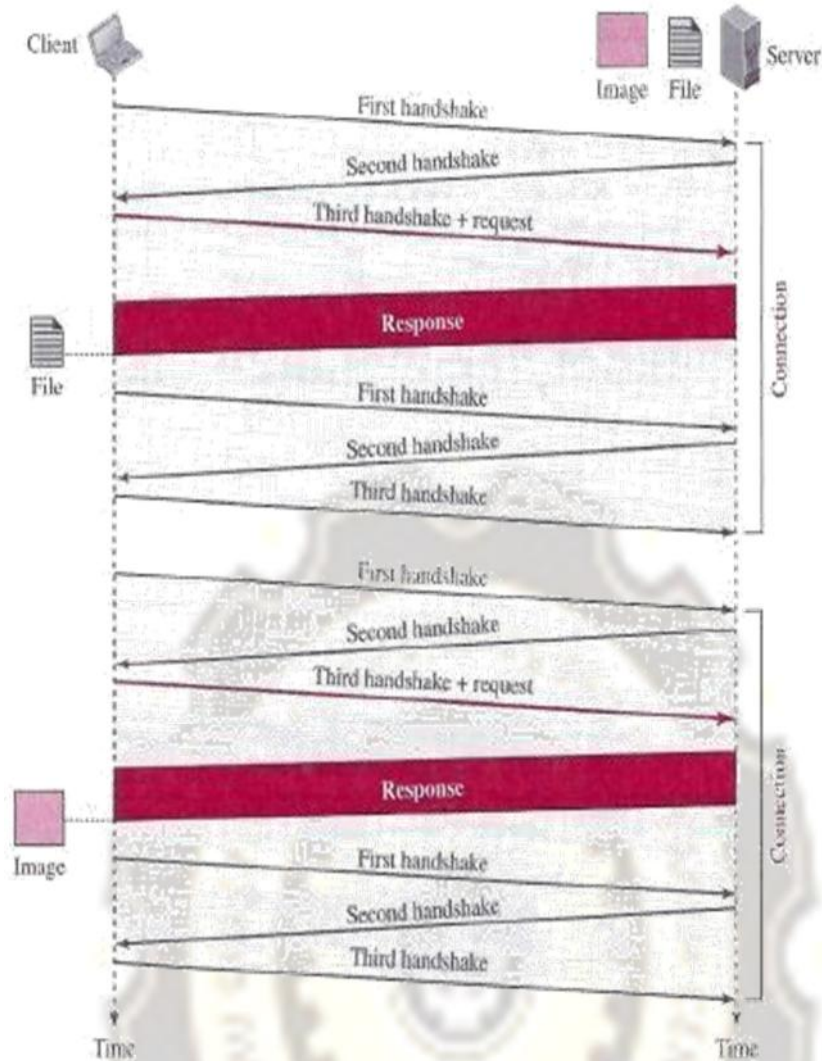 Client
Image File Server
First handshake
Second handshake
Third handshake + request
Response
File
First handshake
Second handshake
Third handshake
Connection
First handshake
Second handshake
Third handshake + request
Response
Image
First handshake
Second handshake
Third handshake
Connection
Time Time